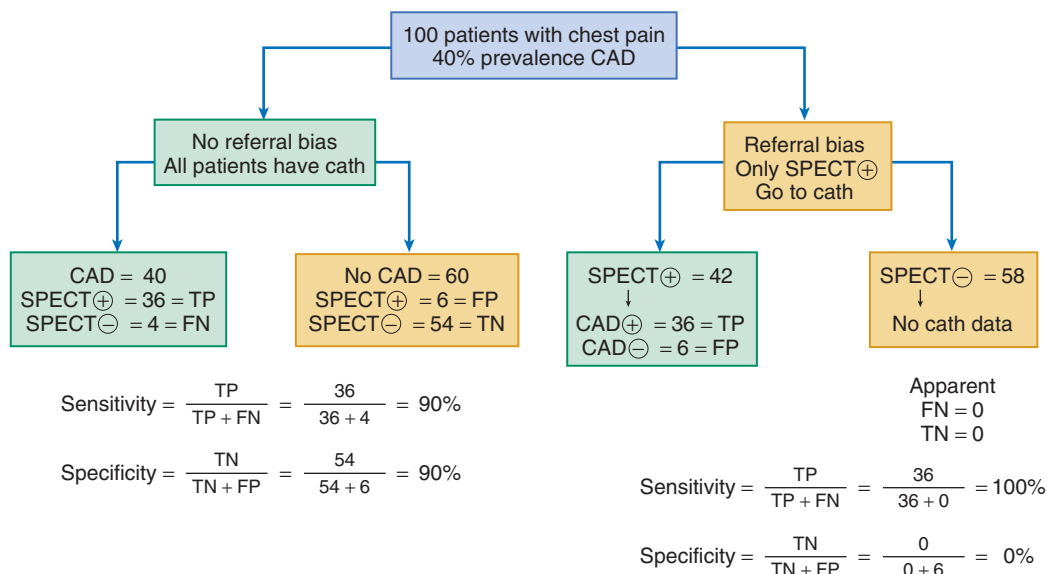 100 patients with chest pain
40% prevalence CAD
No referral bias
All patients have cath
Referral bias
Only SPECT⊕
Go to cath
CAD = 40
SPECT⊕ = 36 = TP
SPECT⊖ = 4 = FN
No CAD = 60
SPECT⊕ = 6 = FP
SPECT⊖ = 54 = TN
SPECT⊕ = 42
↓
CAD⊕ = 36 = TP
CAD⊖ = 6 = FP
SPECT⊖ = 58
↓
No cath data
Sensitivity = TP / TP + FN = 36 / 36 + 4 = 90%
Specificity = TN / TN + FP = 54 / 54 + 6 = 90%
Apparent
FN = 0
TN = 0
Sensitivity = TP / TP + FN = 36 / 36 + 0 = 100%
Specificity = TN / TN + FP = 0 / 0 + 6 = 0%